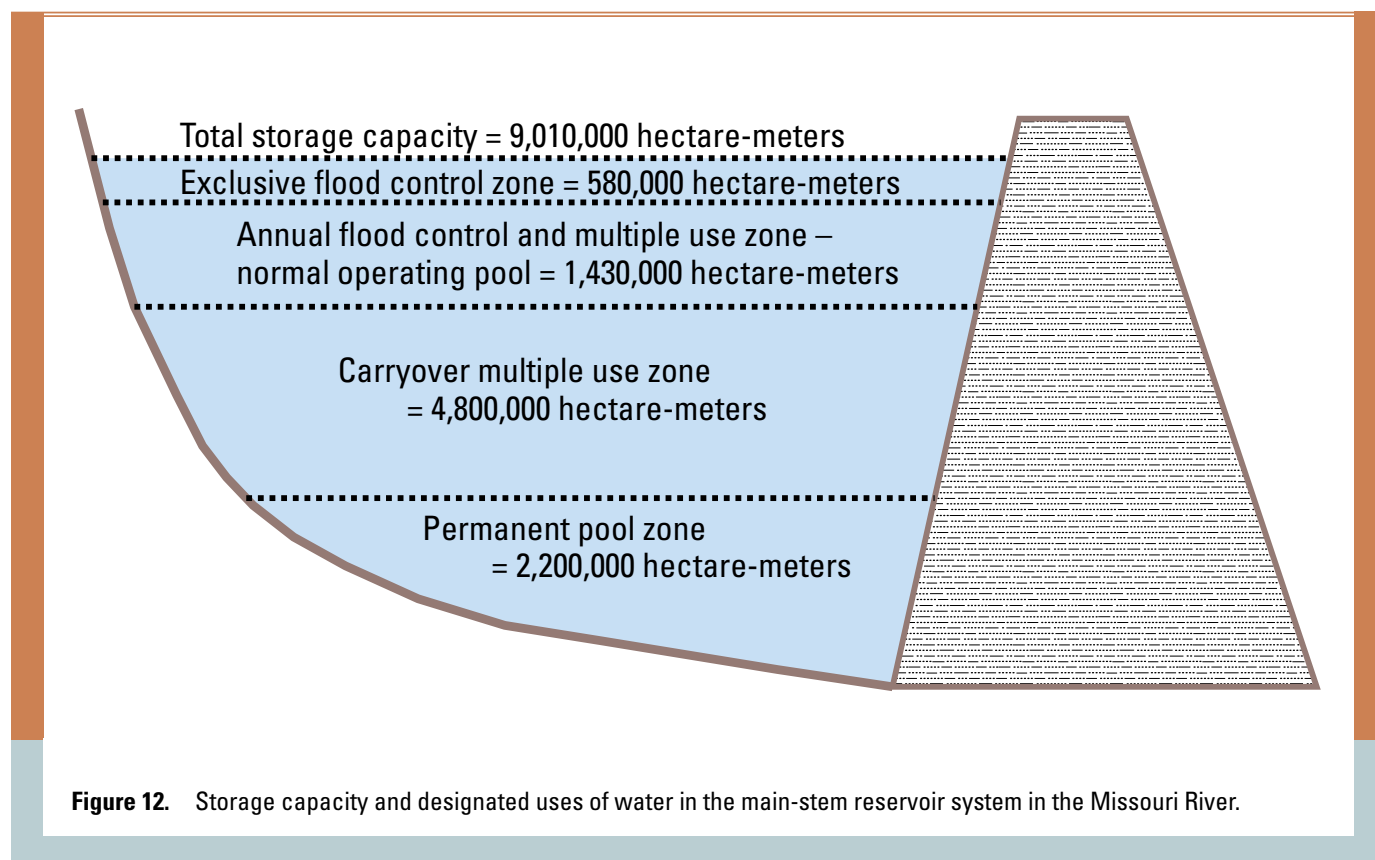 Total storage capacity = 9,010,000 hectare-meters
Exclusive flood control zone = 580,000 hectare-meters
Annual flood control and multiple use zone –
normal operating pool = 1,430,000 hectare-meters
Carryover multiple use zone
= 4,800,000 hectare-meters
Permanent pool zone
= 2,200,000 hectare-meters
Figure 12. Storage capacity and designated uses of water in the main-stem reservoir system in the Missouri River.